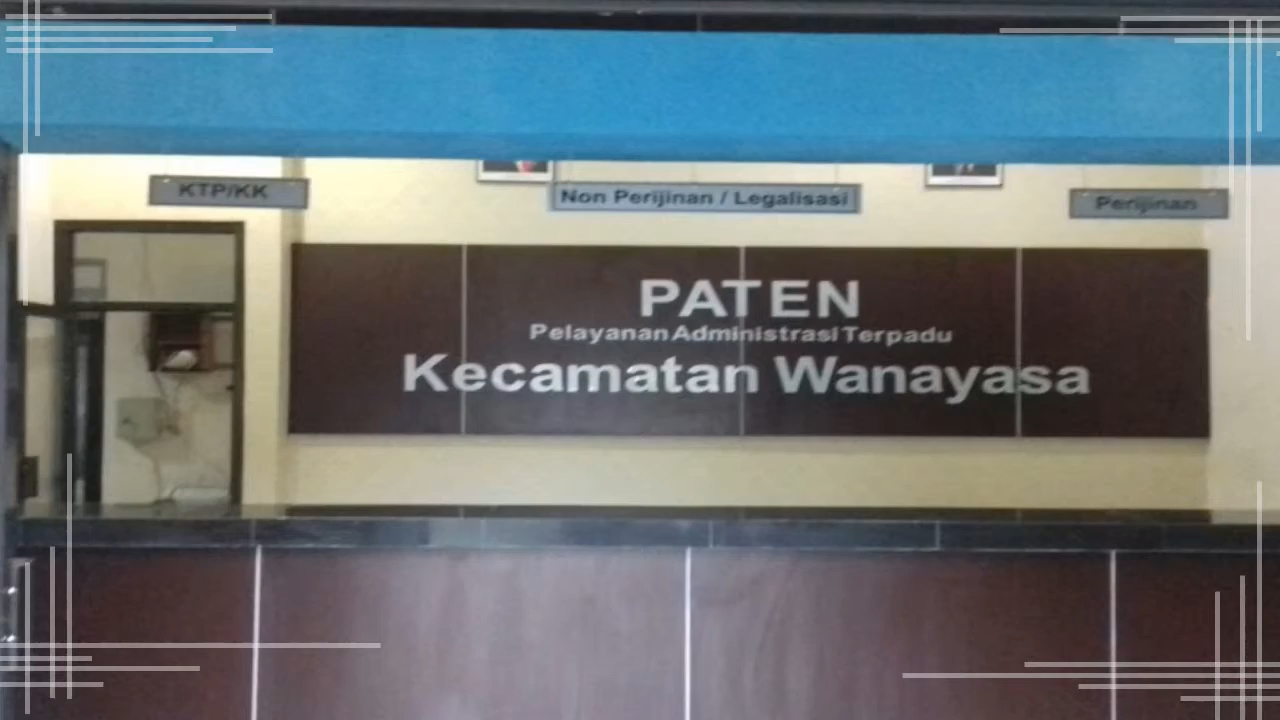 KTP/KK
Non Perijinan / Legalisasi
Perijinan
PATEN
Pelayanan Administrasi Terpadu
Kecamatan Wanayasa